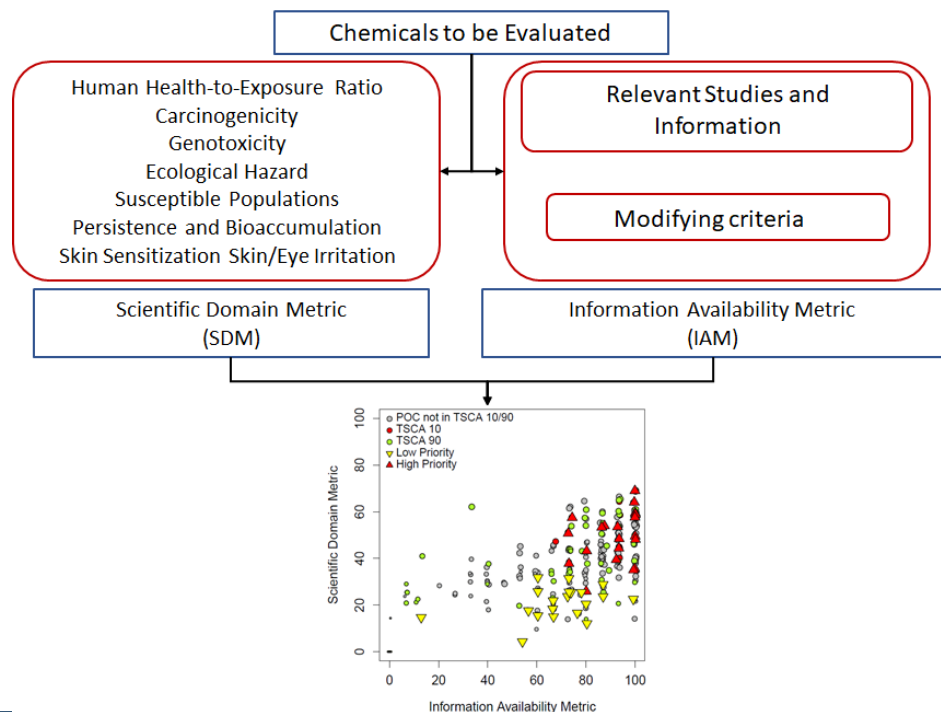 Chemicals to be Evaluated
Human Health-to-Exposure Ratio
Carcinogenicity
Genotoxicity
Ecological Hazard
Susceptible Populations
Persistence and Bioaccumulation
Skin Sensitization Skin/Eye Irritation
Relevant Studies and
Information
Modifying criteria
Scientific Domain Metric
(SDM)
Information Availability Metric
(IAM)
POC not in TSCA 10/90
TSCA 10
TSCA 90
Low Priority
High Priority
Scientific Domain Metric
100
80
60
40
20
0
0 20 40 60 80 100
Information Availability Metric